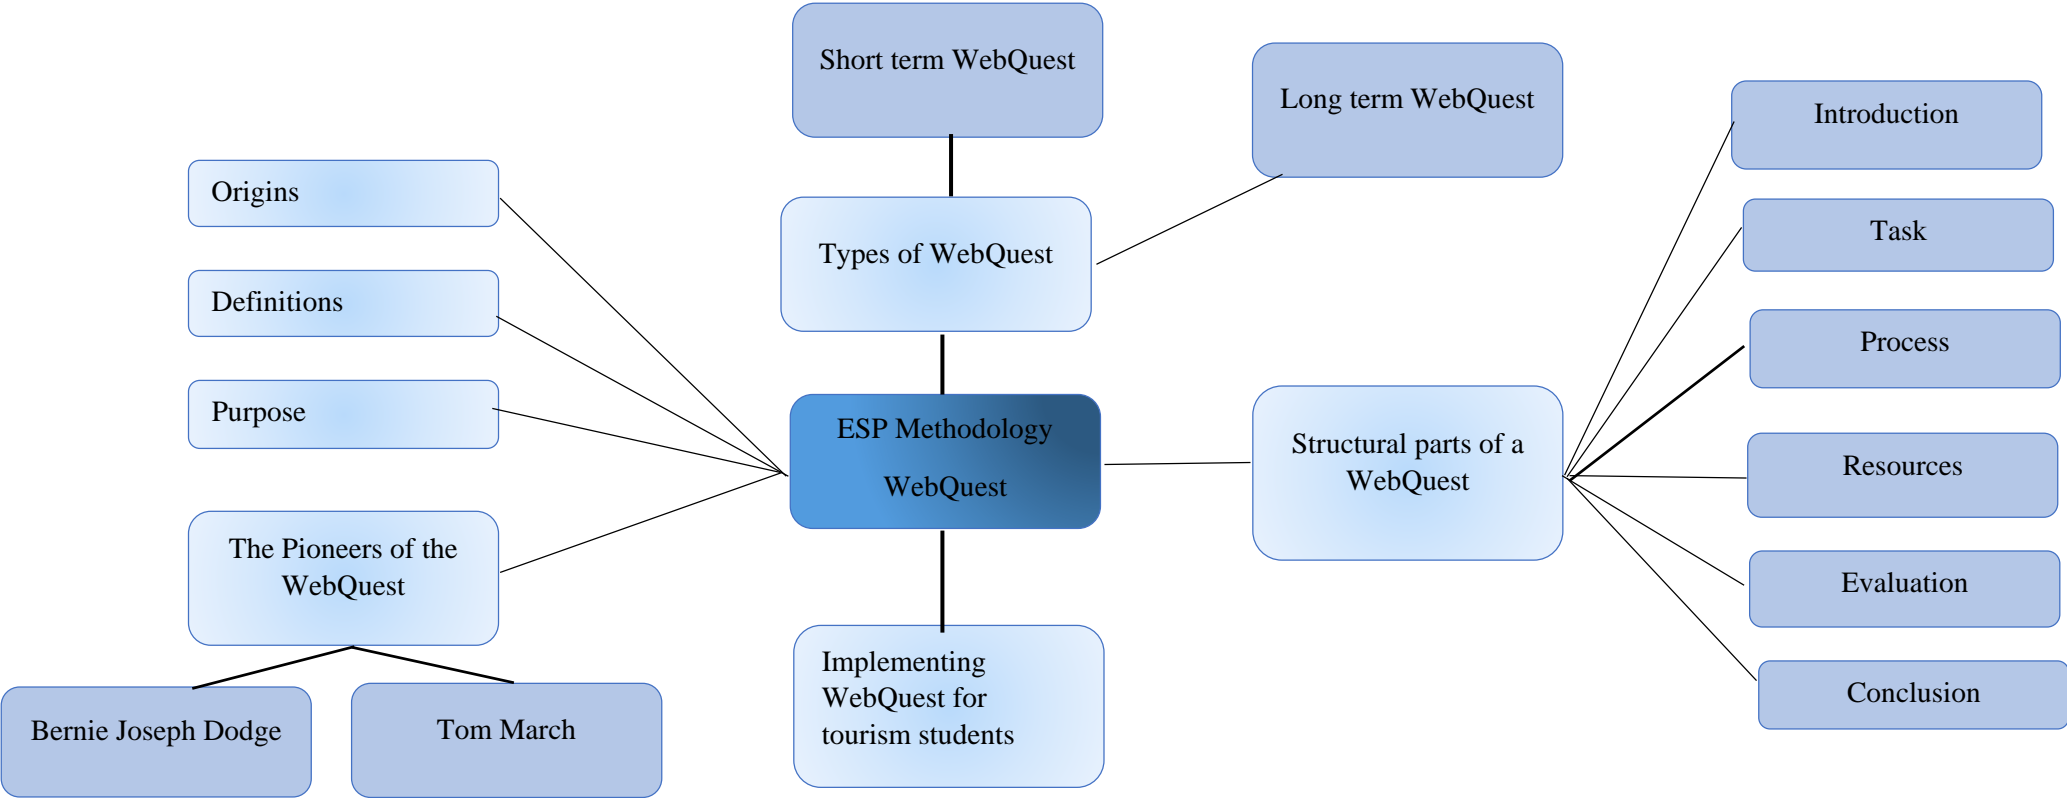 Short term WebQuest
Long term WebQuest
Introduction
Origins
Task
Types of WebQuest
Definitions
Process
Purpose
ESP Methodology
WebQuest
Structural parts of a
WebQuest
Resources
The Pioneers of the
WebQuest
Evaluation
Implementing
WebQuest for
tourism students
Conclusion
Bernie Joseph Dodge
Tom March